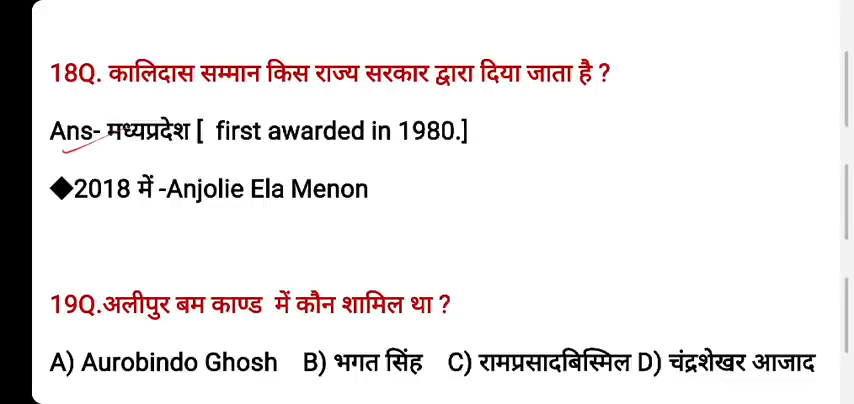 18Q. कालिदास सम्मान किस राज्य सरकार द्वारा दिया जाता है ?
Ans- मध्यप्रदेश [ first awarded in 1980.]
◆2018 में -Anjolie Ela Menon
19Q.अलीपुर बम काण्ड में कौन शामिल था ?
A) Aurobindo Ghosh B) भगत सिंह C) रामप्रसादबिस्मिल D) चंद्रशेखर आजाद